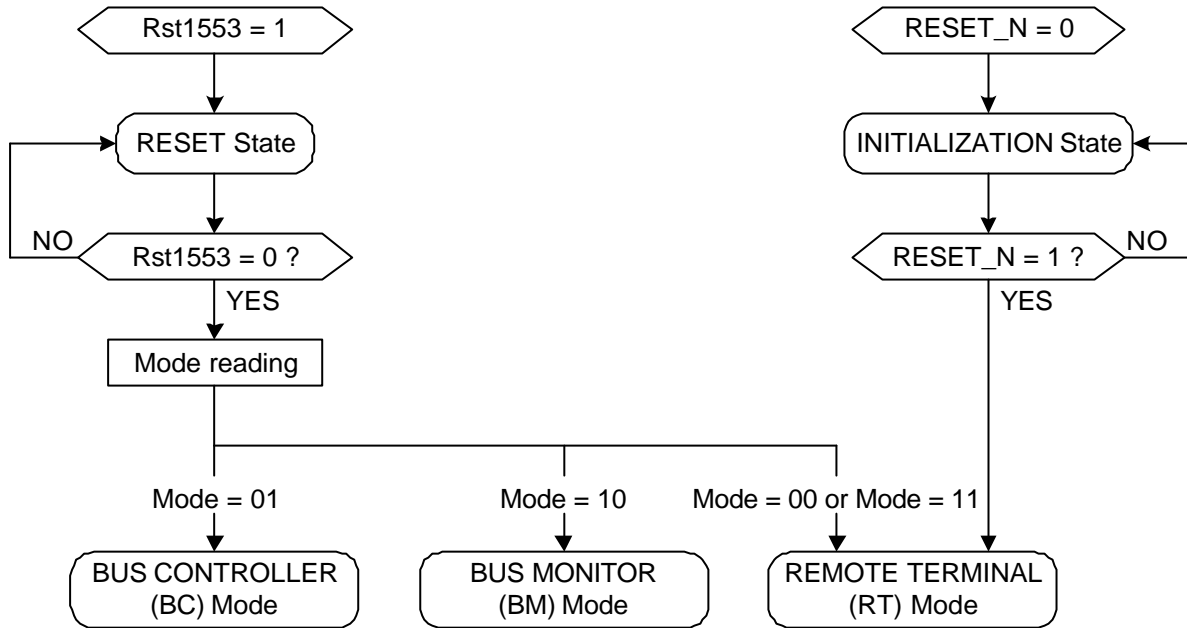 Rst1553 = 1
RESET_N = 0
RESET State
INITIALIZATION State
NO
Rst1553 = 0 ?
RESET_N = 1 ?
NO
YES
YES
Mode reading
Mode = 01
Mode = 10
Mode = 00 or Mode = 11
BUS CONTROLLER
(BC) Mode
BUS MONITOR
(BM) Mode
REMOTE TERMINAL
(RT) Mode